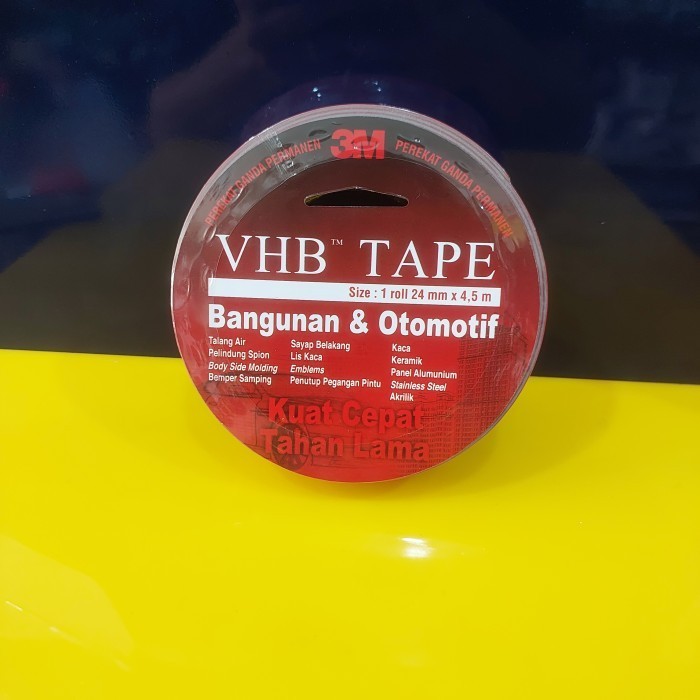 PEREKAT GANDA PERMANEN 3M PEREKAT GANDA PERMANEN
VHB™ TAPE
Size : 1 roll 24 mm x 4,5 m
Bangunan & Otomotif
Talang Air
Pelindung Spion
Body Side Molding
Bemper Samping
Sayap Belakang
Lis Kaca
Emblems
Penutup Pegangan Pintu
Kaca
Keramik
Panel Alumunium
Stainless Steel
Akrilik
Kuat Cepat
Tahan Lama